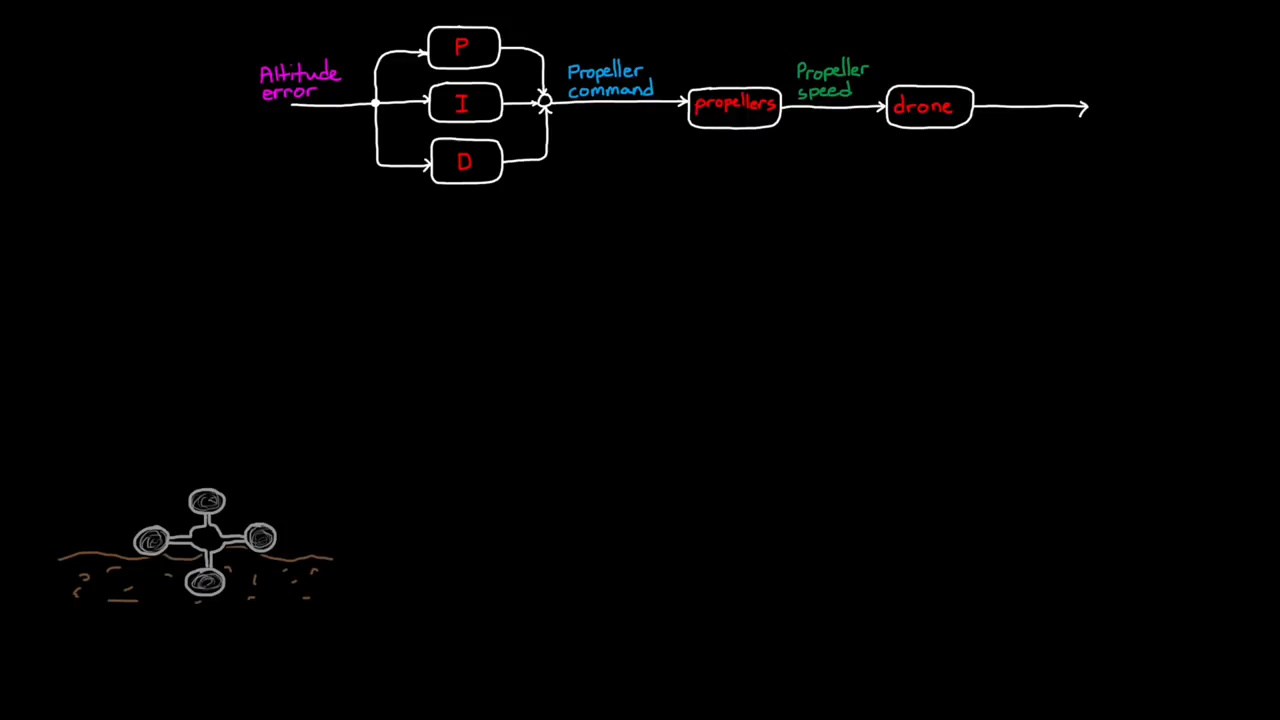 P
Altitude
error
I
D
Propeller
command
propellers
Propeller
speed
drone